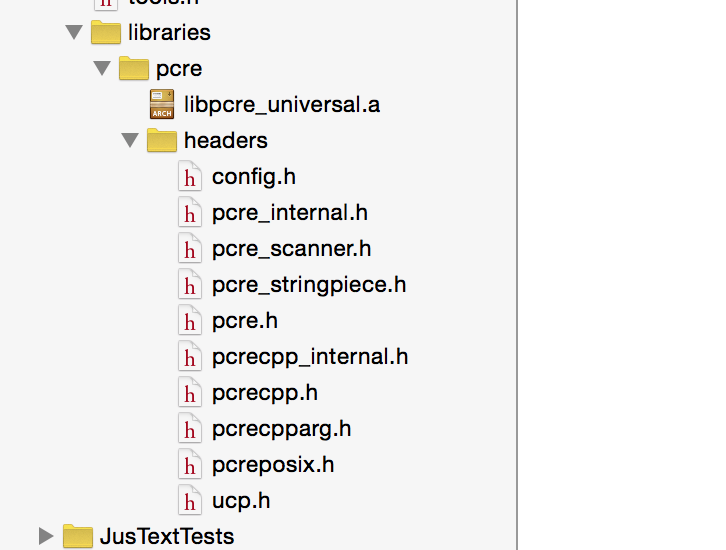 tools.h
libraries
pcre
ARCH
libpcre_universal.a
headers
h
config.h
h
pcre_internal.h
h
pcre_scanner.h
h
pcre_stringpiece.h
h
pcre.h
h
pcrecpp_internal.h
h
pcrecpp.h
h
pcrecpparg.h
h
pcreposix.h
h
ucp.h
JusTextTests